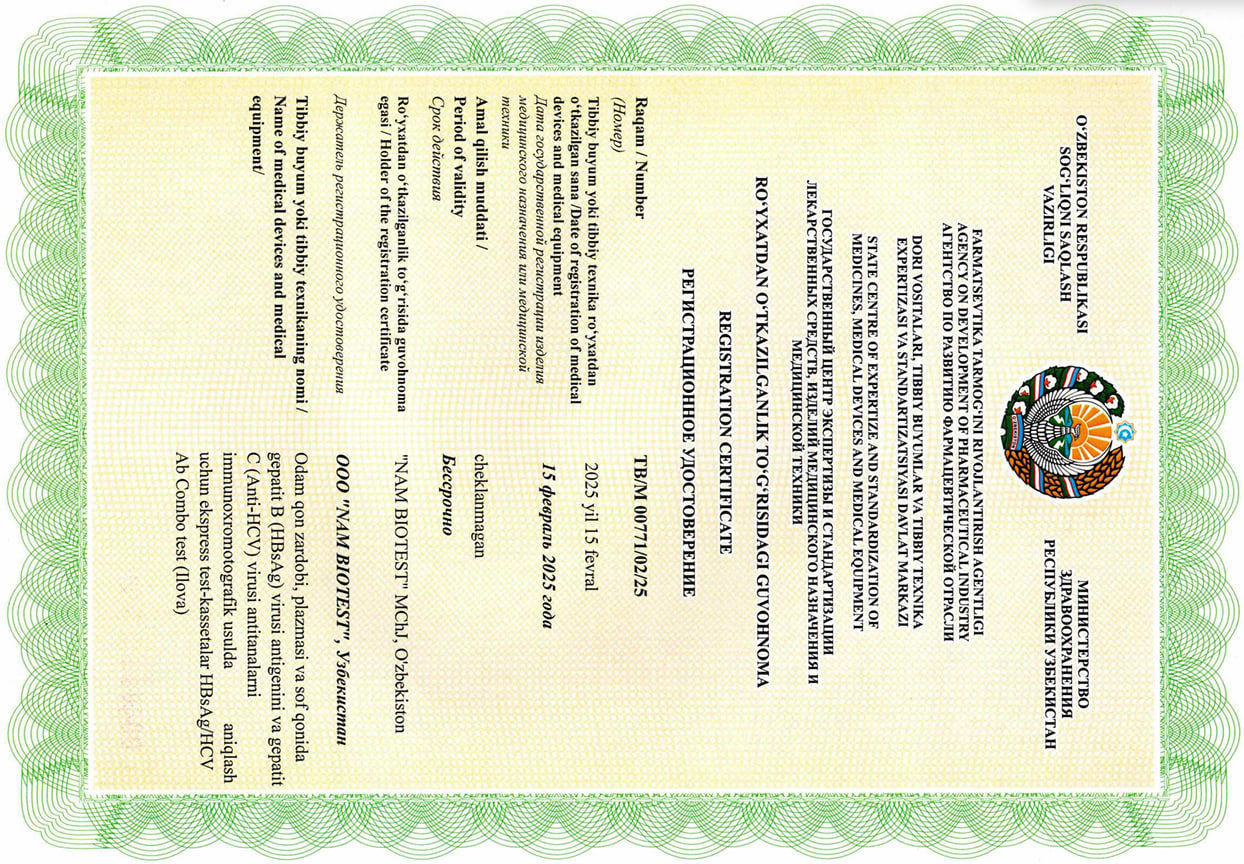 O‘ZBEKISTON RESPUBLIKASI
SOG‘LIQNI SAQLASH
VAZIRLIGI
МИНИСТЕРСТВО
ЗДРАВООХРАНЕНИЯ
РЕСПУБЛИКИ УЗБЕКИСТАН
FARMATSEVTIKA TARMOG‘INI RIVOJLANTIRISH AGENTLIGI
AGENCY ON DEVELOPMENT OF PHARMACEUTICAL INDUSTRY
АГЕНТСТВО ПО РАЗВИТИЮ ФАРМАЦЕВТИЧЕСКОЙ ОТРАСЛИ
DORI VOSITALARI, TIBBIY BUYUMLAR VA TIBBIY TEXNIKA
EXPERTIZASI VA STANDARTIZATSIYASI DAVLAT MARKAZI
STATE CENTRE OF EXPERTIZE AND STANDARDIZATION OF
MEDICINES, MEDICAL DEVICES AND MEDICAL EQUIPMENT
ГОСУДАРСТВЕННЫЙ ЦЕНТР ЭКСПЕРТИЗЫ И СТАНДАРТИЗАЦИИ
ЛЕКАРСТВЕННЫХ СРЕДСТВ, ИЗДЕЛИЙ МЕДИЦИНСКОГО НАЗНАЧЕНИЯ И
МЕДИЦИНСКОЙ ТЕХНИКИ
RO‘YXATDAN O‘TKAZILGANLIK TO‘G‘RISIDAGI GUVOHNOMA
REGISTRATION CERTIFICATE
РЕГИСТРАЦИОННОЕ УДОСТОВЕРЕНИЕ
Raqam / Number
(Номер)
TB/M 00771/02/25
Tibbiy buyum yoki tibbiy texnika ro‘yxatdan
o‘tkazilgan sana /Date of registration of medical
devices and medical equipment
Дата государственной регистрации изделия
медицинского назначения или медицинской
техники
2025 yil 15 fevral
15 февраль 2025 года
Amal qilish muddati /
Period of validity
Срок действия
cheklanmagan
Бессрочно
Ro‘yxatdan o‘tkazilganlik to‘g‘risida guvohnoma
egasi / Holder of the registration certificate
Держатель регистрационного удостоверения
"NAM BIOTEST" MChJ, O'zbekiston
ООО "NAM BIOTEST", Узбекистан
Tibbiy buyum yoki tibbiy texnikaning nomi /
Name of medical devices and medical
equipment/
Odam qon zardobi, plazmasi va sof qonida
gepatit B (HBsAg) virusi antigenini va gepatit
C (Anti-HCV) virusi antitanalarni
immunoxromotografik usulda aniqlash
uchun ekspress test-kassetalar HBsAg/HCV
Ab Combo test (Ilova)